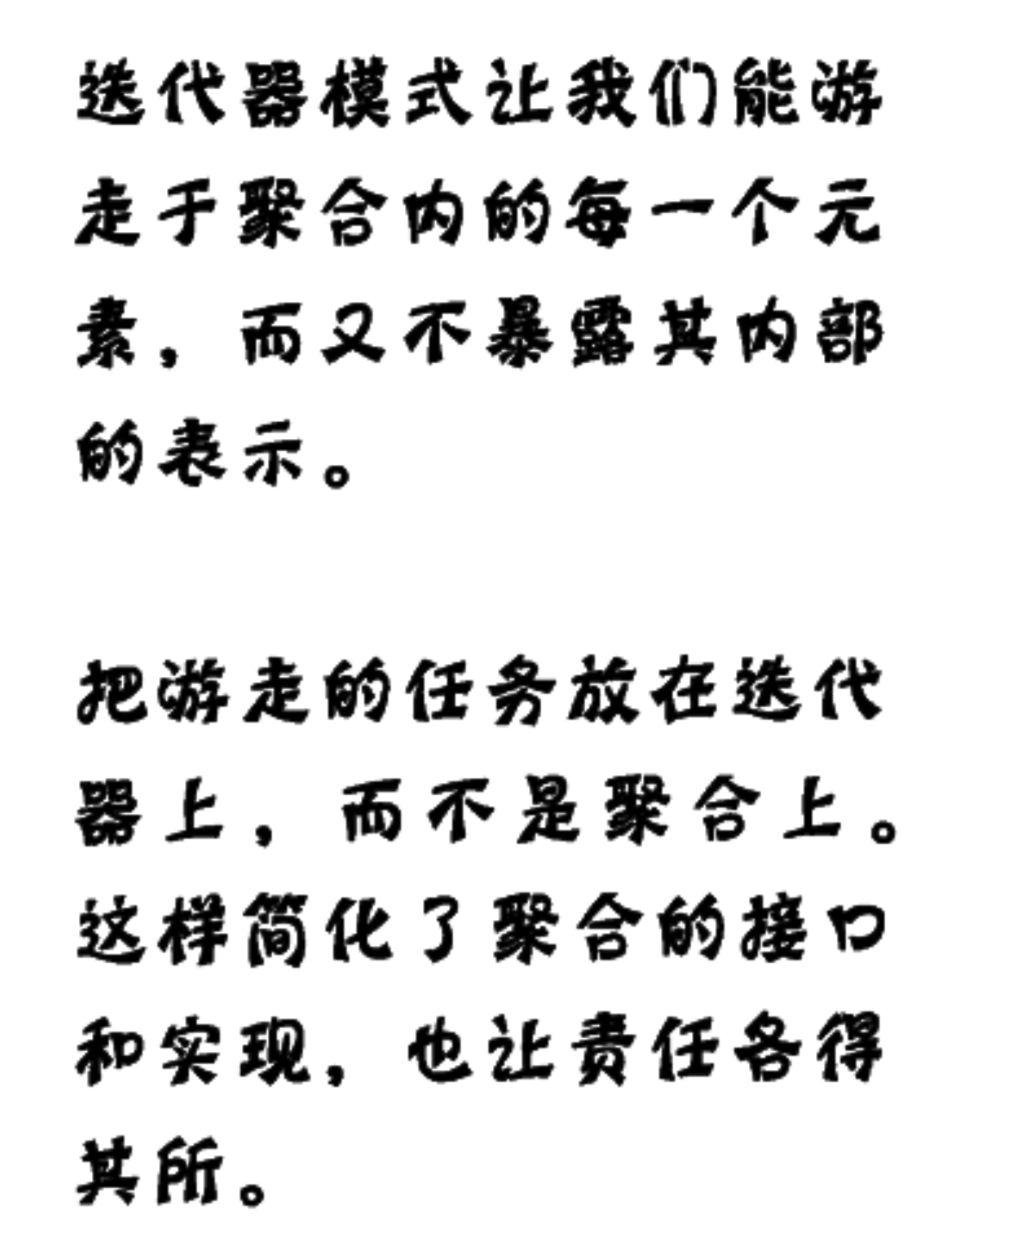 迭代器模式让我们能游
走于聚合内的每一个元
素，而又不暴露其内部
的表示。
把游走的任务放在迭代
器上，而不是聚合上。
这样简化了聚合的接口
和实现，也让责任各得
其所。